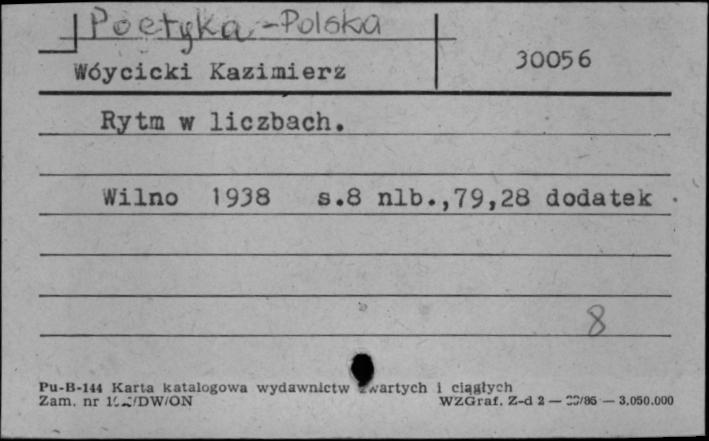 Poetyka - Polska
Wóycicki Kazimierz 30056
Rytm w liczbach.
Wilno 1938 s.8 nlb.,79,28 dodatek
8
Pu-B-144 Karta katalogowa wydawnictw zwartych i ciągłych
Zam. nr /DW/ON WZGraf. Z-d 2 — /86 — 3.050.000